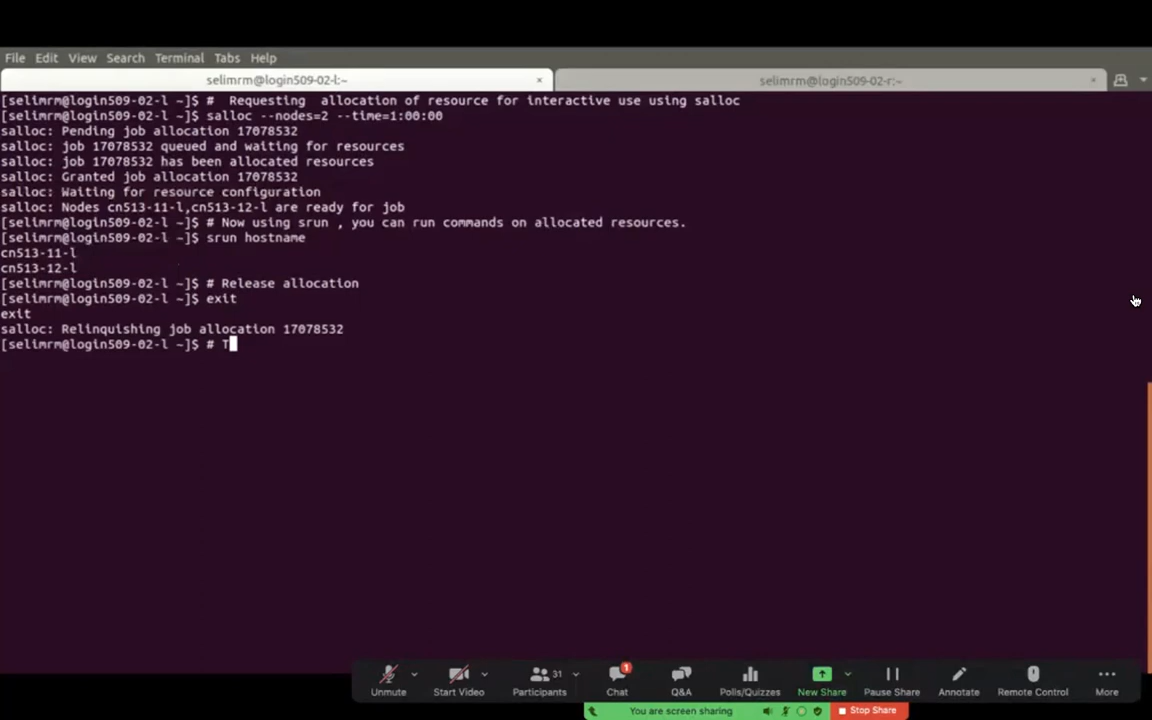 File Edit View Search Terminal Tabs Help
selimrm@login509-02-l:~ × selimrm@login509-02-r:~ ×
[selimrm@login509-02-l ~]$ #  Requesting  allocation of resource for interactive use using salloc
[selimrm@login509-02-l ~]$ salloc --nodes=2 --time=1:00:00
salloc: Pending job allocation 17078532
salloc: job 17078532 queued and waiting for resources
salloc: job 17078532 has been allocated resources
salloc: Granted job allocation 17078532
salloc: Waiting for resource configuration
salloc: Nodes cn513-11-l,cn513-12-l are ready for job
[selimrm@login509-02-l ~]$ # Now using srun , you can run commands on allocated resources.
[selimrm@login509-02-l ~]$ srun hostname
cn513-11-l
cn513-12-l
[selimrm@login509-02-l ~]$ # Release allocation
[selimrm@login509-02-l ~]$ exit
exit
salloc: Relinquishing job allocation 17078532
[selimrm@login509-02-l ~]$ # T
31 1
Unmute Start Video Participants Chat Q&A Polls/Quizzes New Share Pause Share Annotate Remote Control More
You are screen sharing Stop Share